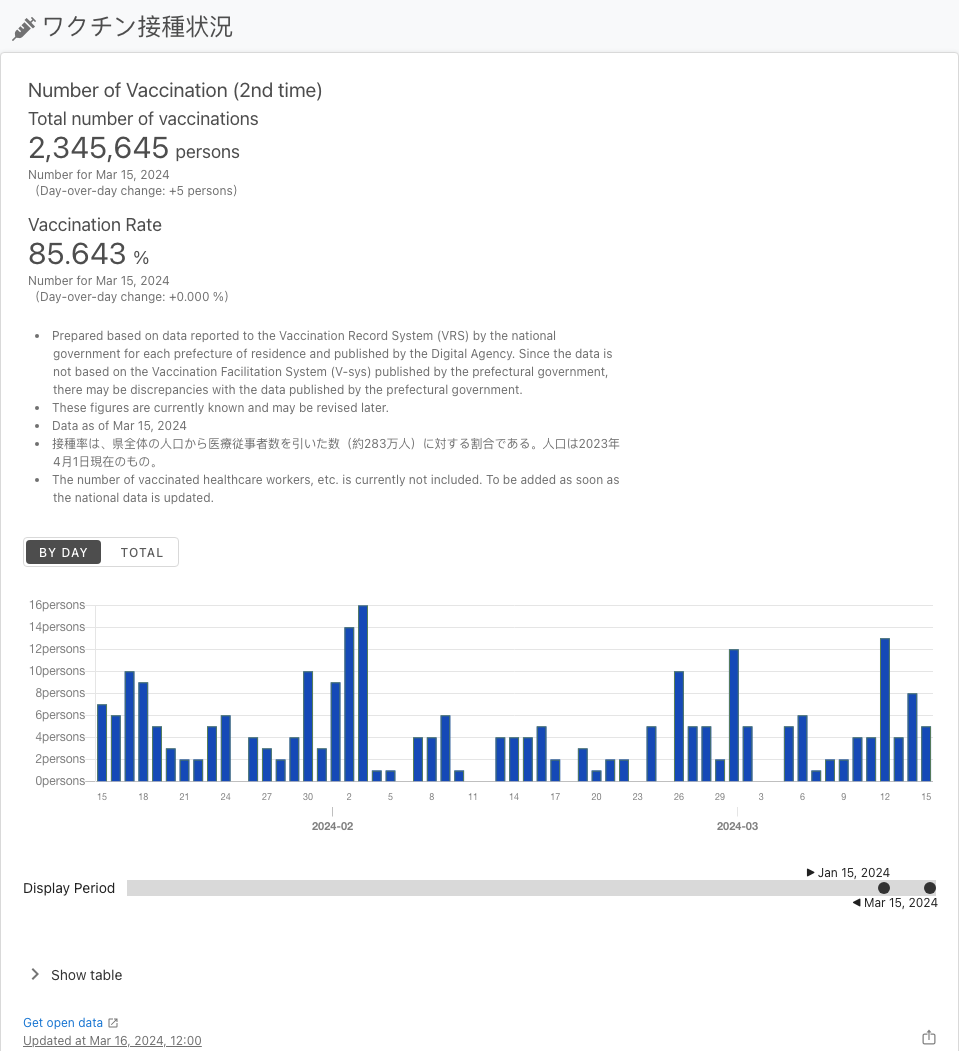 ワクチン接種状況
Number of Vaccination (2nd time)
Total number of vaccinations
2,345,645 persons
Number for Mar 15, 2024
(Day-over-day change: +5 persons)
Vaccination Rate
85.643 %
Number for Mar 15, 2024
(Day-over-day change: +0.000 %)
• Prepared based on data reported to the Vaccination Record System (VRS) by the national
government for each prefecture of residence and published by the Digital Agency. Since the data is
not based on the Vaccination Facilitation System (V-sys) published by the prefectural government,
there may be discrepancies with the data published by the prefectural government.
• These figures are currently known and may be revised later.
• Data as of Mar 15, 2024
• 接種率は、県全体の人口から医療従事者数を引いた数（約283万人）に対する割合である。人口は2023年
4月1日現在のもの。
• The number of vaccinated healthcare workers, etc. is currently not included. To be added as soon as
the national data is updated.
BY DAY TOTAL
16persons
14persons
12persons
10persons
8persons
6persons
4persons
2persons
0persons
15 18 21 24 27 30 2 5 8 11 14 17 20 23 26 29 3 6 9 12 15
2024-02 2024-03
Jan 15, 2024
Display Period
Mar 15, 2024
Show table
Get open data
Updated at Mar 16, 2024, 12:00